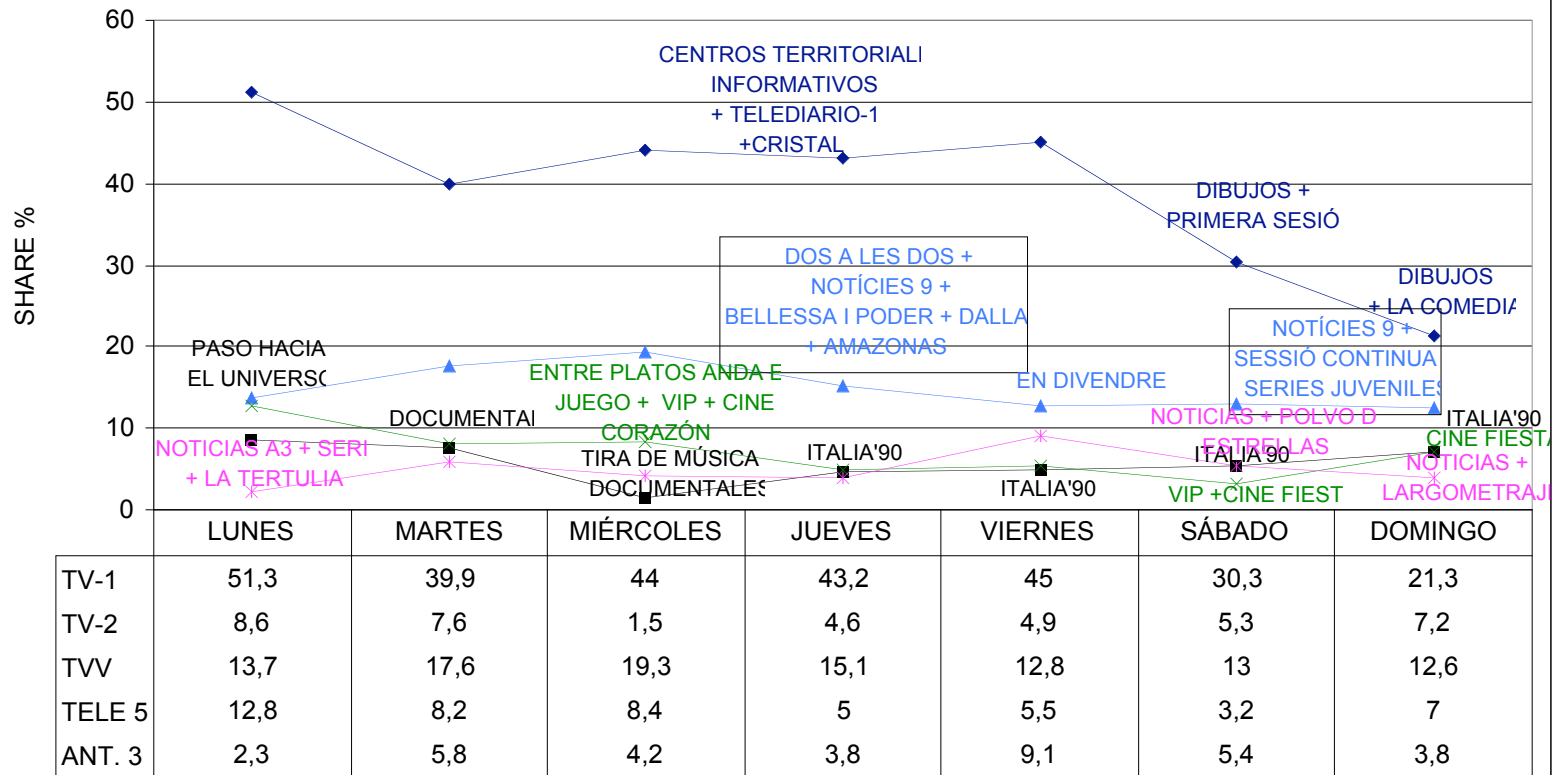 60
CENTROS TERRITORIALI
INFORMATIVOS
+ TELEDIARIO-1
+CRISTAL
50
40
DIBUJOS +
PRIMERA SESIÓ
30
DOS A LES DOS +
NOTÍCIES 9 +
BELLESSA I PODER + DALLA
+ AMAZONAS
DIBUJOS
+ LA COMEDIA
SHARE %
20
NOTÍCIES 9 +
SESSIÓ CONTINUA
SERIES JUVENILES
PASO HACIA
EL UNIVERSO
ENTRE PLATOS ANDA E
JUEGO + VIP + CINE
CORAZÓN
EN DIVENDRE
10
DOCUMENTAL
NOTICIAS + POLVO D
ESTRELLAS
ITALIA'90
CINE FIESTA
NOTICIAS A3 + SERI
+ LA TERTULIA
TIRA DE MÚSICA
DOCUMENTALES
ITALIA'90
ITALIA'90
ITALIA'90
VIP +CINE FIEST
NOTICIAS +
LARGOMETRAJE
0
LUNES MARTES MIÉRCOLES JUEVES VIERNES SÁBADO DOMINGO
TV-1 51,3 39,9 44 43,2 45 30,3 21,3
TV-2 8,6 7,6 1,5 4,6 4,9 5,3 7,2
TVV 13,7 17,6 19,3 15,1 12,8 13 12,6
TELE 5 12,8 8,2 8,4 5 5,5 3,2 7
ANT. 3 2,3 5,8 4,2 3,8 9,1 5,4 3,8